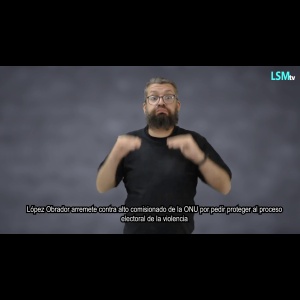 LSMtv
López Obrador arremete contra alto comisionado de la ONU por pedir proteger al proceso
electoral de la violencia